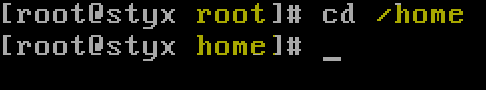 [root@styx root]# cd /home
[root@styx home]# _